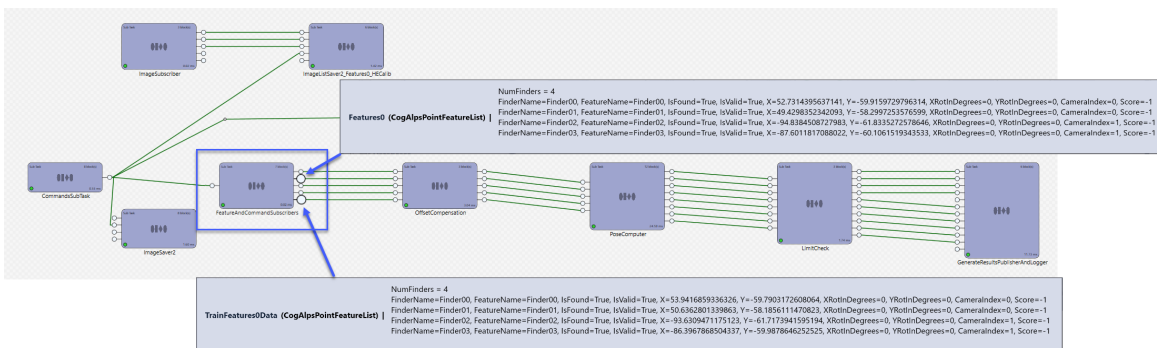 ImageSubscriber
ImageListSaver2_Features0_HECalib
NumFinders = 4
FinderName=Finder00, FeatureName=Finder00, IsFound=True, IsValid=True, X=52.7314395637141, Y=-59.9159729796314, XRotInDegrees=0, YRotInDegrees=0, CameraIndex=0, Score=-1
Features0 (CogAlpsPointFeatureList) |
FinderName=Finder01, FeatureName=Finder01, IsFound=True, IsValid=True, X=49.4298352342093, Y=-58.2997253576599, XRotInDegrees=0, YRotInDegrees=0, CameraIndex=0, Score=-1
FinderName=Finder02, FeatureName=Finder02, IsFound=True, IsValid=True, X=-94.8384508727983, Y=-61.8335272578646, XRotInDegrees=0, YRotInDegrees=0, CameraIndex=1, Score=-1
FinderName=Finder03, FeatureName=Finder03, IsFound=True, IsValid=True, X=-87.6011817088022, Y=-60.1061519343533, XRotInDegrees=0, YRotInDegrees=0, CameraIndex=1, Score=-1
CommandsSubTask
FeatureAndCommandSubscribers
OffsetCompensation
PoseComputer
LimitCheck
GenerateResultsPublisherAndLogger
ImageSaver2
NumFinders = 4
FinderName=Finder00, FeatureName=Finder00, IsFound=True, IsValid=True, X=53.9416859336326, Y=-59.7903172608064, XRotInDegrees=0, YRotInDegrees=0, CameraIndex=0, Score=-1
FinderName=Finder01, FeatureName=Finder01, IsFound=True, IsValid=True, X=50.6362801339863, Y=-58.1856111470823, XRotInDegrees=0, YRotInDegrees=0, CameraIndex=0, Score=-1
TrainFeatures0Data (CogAlpsPointFeatureList) |
FinderName=Finder02, FeatureName=Finder02, IsFound=True, IsValid=True, X=-93.6309471175123, Y=-61.7173941595194, XRotInDegrees=0, YRotInDegrees=0, CameraIndex=1, Score=-1
FinderName=Finder03, FeatureName=Finder03, IsFound=True, IsValid=True, X=-86.3967868504337, Y=-59.9878646252525, XRotInDegrees=0, YRotInDegrees=0, CameraIndex=1, Score=-1